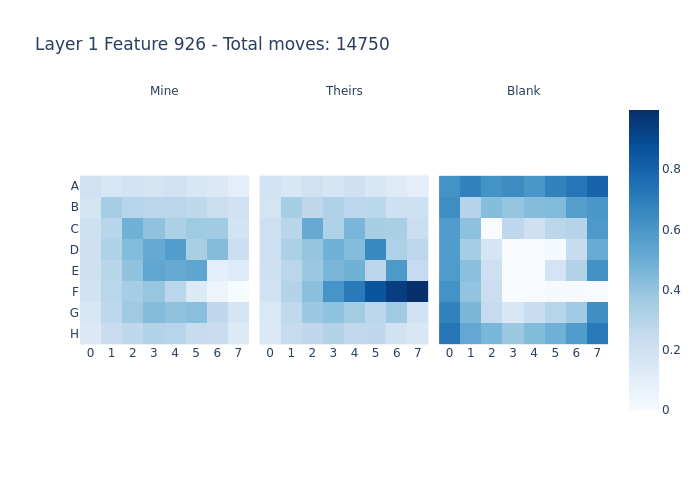 Layer 1 Feature 926 - Total moves: 14750
Mine Theirs Blank
A
B
C
D
E
F
G
H
0 1 2 3 4 5 6 7 0 1 2 3 4 5 6 7 0 1 2 3 4 5 6 7
0.8
0.6
0.4
0.2
0